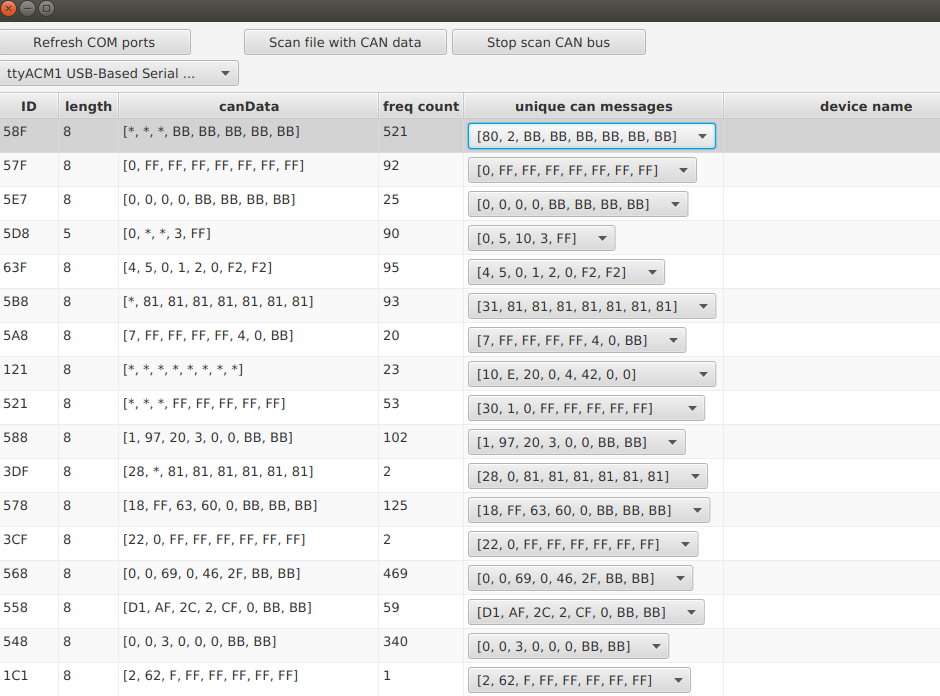 Refresh COM ports Scan file with CAN data Stop scan CAN bus
ttyACM1 USB-Based Serial ...
ID length canData freq count unique can messages device name
58F 8 [*, *, *, BB, BB, BB, BB, BB] 521 [80, 2, BB, BB, BB, BB, BB, BB]
57F 8 [0, FF, FF, FF, FF, FF, FF, FF] 92 [0, FF, FF, FF, FF, FF, FF, FF]
5E7 8 [0, 0, 0, 0, BB, BB, BB, BB] 25 [0, 0, 0, 0, BB, BB, BB, BB]
5D8 5 [0, *, *, 3, FF] 90 [0, 5, 10, 3, FF]
63F 8 [4, 5, 0, 1, 2, 0, F2, F2] 95 [4, 5, 0, 1, 2, 0, F2, F2]
5B8 8 [*, 81, 81, 81, 81, 81, 81, 81] 93 [31, 81, 81, 81, 81, 81, 81, 81]
5A8 8 [7, FF, FF, FF, FF, 4, 0, BB] 20 [7, FF, FF, FF, FF, 4, 0, BB]
121 8 [*, *, *, *, *, *, *, *] 23 [10, E, 20, 0, 4, 42, 0, 0]
521 8 [*, *, *, FF, FF, FF, FF, FF] 53 [30, 1, 0, FF, FF, FF, FF, FF]
588 8 [1, 97, 20, 3, 0, 0, BB, BB] 102 [1, 97, 20, 3, 0, 0, BB, BB]
3DF 8 [28, *, 81, 81, 81, 81, 81, 81] 2 [28, 0, 81, 81, 81, 81, 81, 81]
578 8 [18, FF, 63, 60, 0, BB, BB, BB] 125 [18, FF, 63, 60, 0, BB, BB, BB]
3CF 8 [22, 0, FF, FF, FF, FF, FF, FF] 2 [22, 0, FF, FF, FF, FF, FF, FF]
568 8 [0, 0, 69, 0, 46, 2F, BB, BB] 469 [0, 0, 69, 0, 46, 2F, BB, BB]
558 8 [D1, AF, 2C, 2, CF, 0, BB, BB] 59 [D1, AF, 2C, 2, CF, 0, BB, BB]
548 8 [0, 0, 3, 0, 0, 0, BB, BB] 340 [0, 0, 3, 0, 0, 0, BB, BB]
1C1 8 [2, 62, F, FF, FF, FF, FF, FF] 1 [2, 62, F, FF, FF, FF, FF, FF]